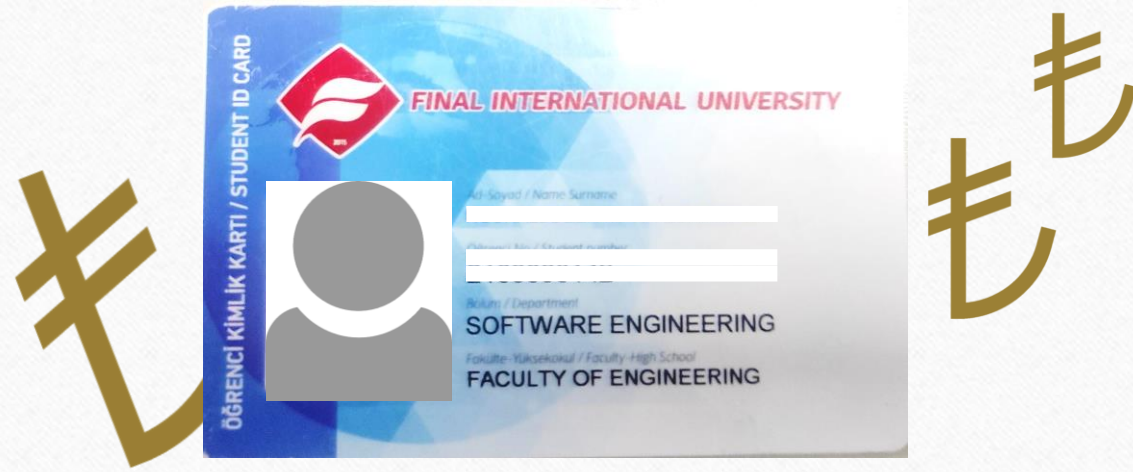 ÖĞRENCİ KİMLİK KARTI / STUDENT ID CARD
2015
FINAL INTERNATIONAL UNIVERSITY
Ad-Soyad / Name Surname
Öğrenci No / Student number
Bölüm / Department
SOFTWARE ENGINEERING
Fakülte-Yüksekokul / Faculty-High School
FACULTY OF ENGINEERING
₺
₺
₺